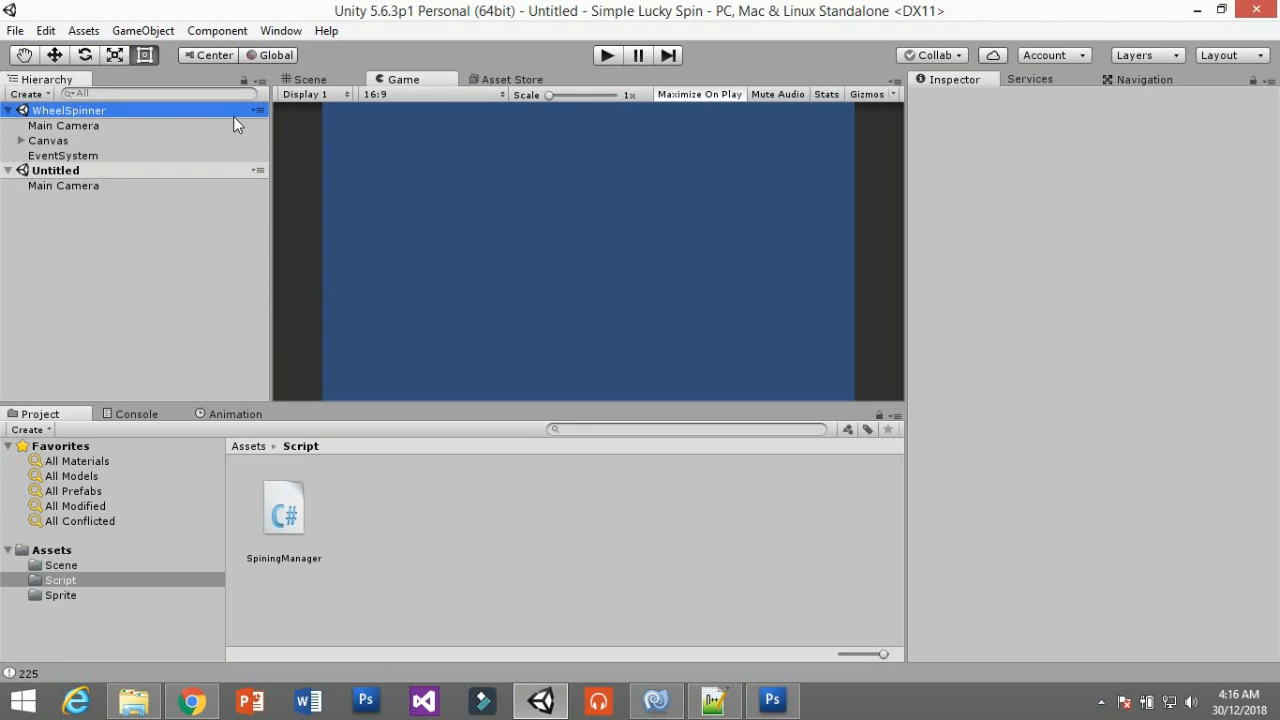 Unity 5.6.3p1 Personal (64bit) - Untitled - Simple Lucky Spin - PC, Mac & Linux Standalone <DX11>
File Edit Assets GameObject Component Window Help
Center Global Collab Account Layers Layout
Hierarchy Scene Game Asset Store Inspector Services Navigation
Create All Display 1 16:9 Scale 1x Maximize On Play Mute Audio Stats Gizmos
WheelSpinner
Main Camera
Canvas
EventSystem
Untitled
Main Camera
Project Console Animation
Create
Favorites Assets Script
All Materials
All Models
All Prefabs
All Modified
All Conflicted
C#
Assets
SpiningManager
Scene
Script
Sprite
225
4:16 AM
30/12/2018